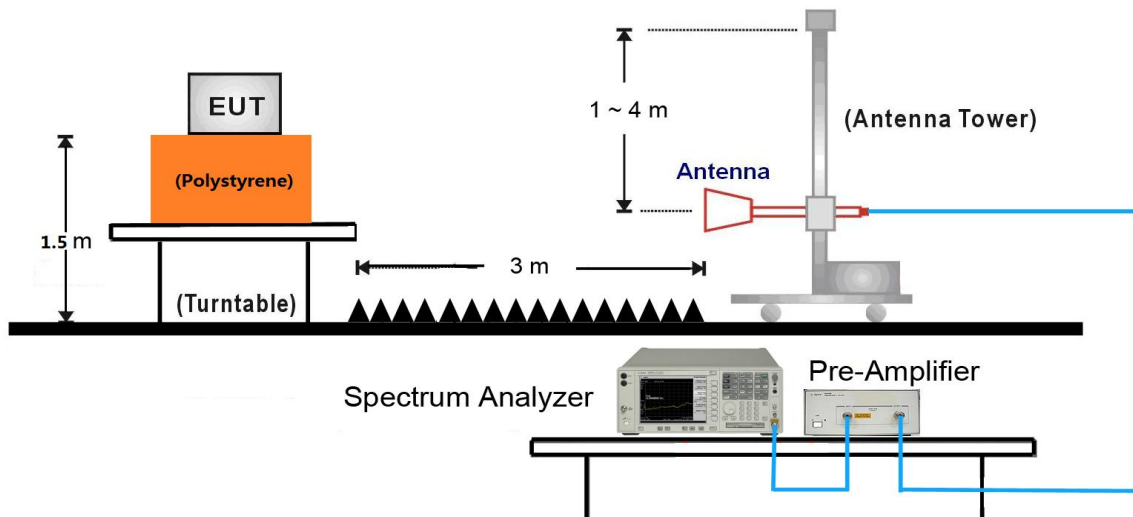 EUT
(Polystyrene)
1.5 m
(Turntable)
3 m
1 ~ 4 m
Antenna
(Antenna Tower)
Spectrum Analyzer
Pre-Amplifier